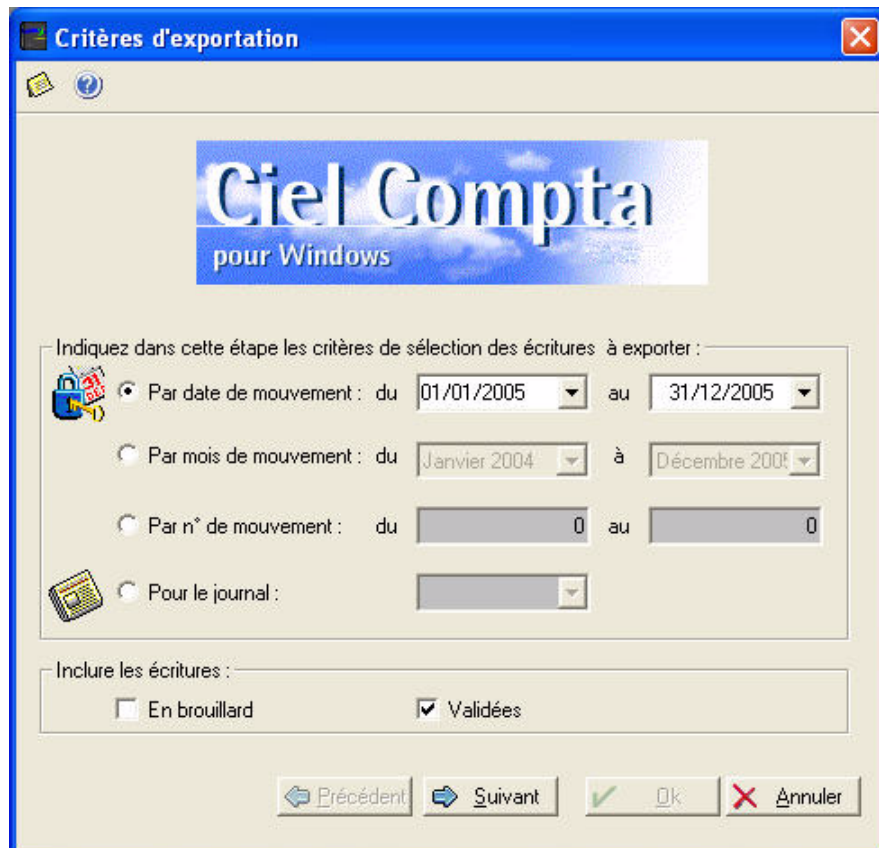 Critères d'exportation
Ciel Compta
pour Windows
Indiquez dans cette étape les critères de sélection des écritures à exporter :
Par date de mouvement : du 01/01/2005 au 31/12/2005
Par mois de mouvement : du Janvier 2004 à Décembre 2005
Par n° de mouvement : du 0 au 0
Pour le journal :
Inclure les écritures :
En brouillard Validées
Précédent Suivant Ok Annuler